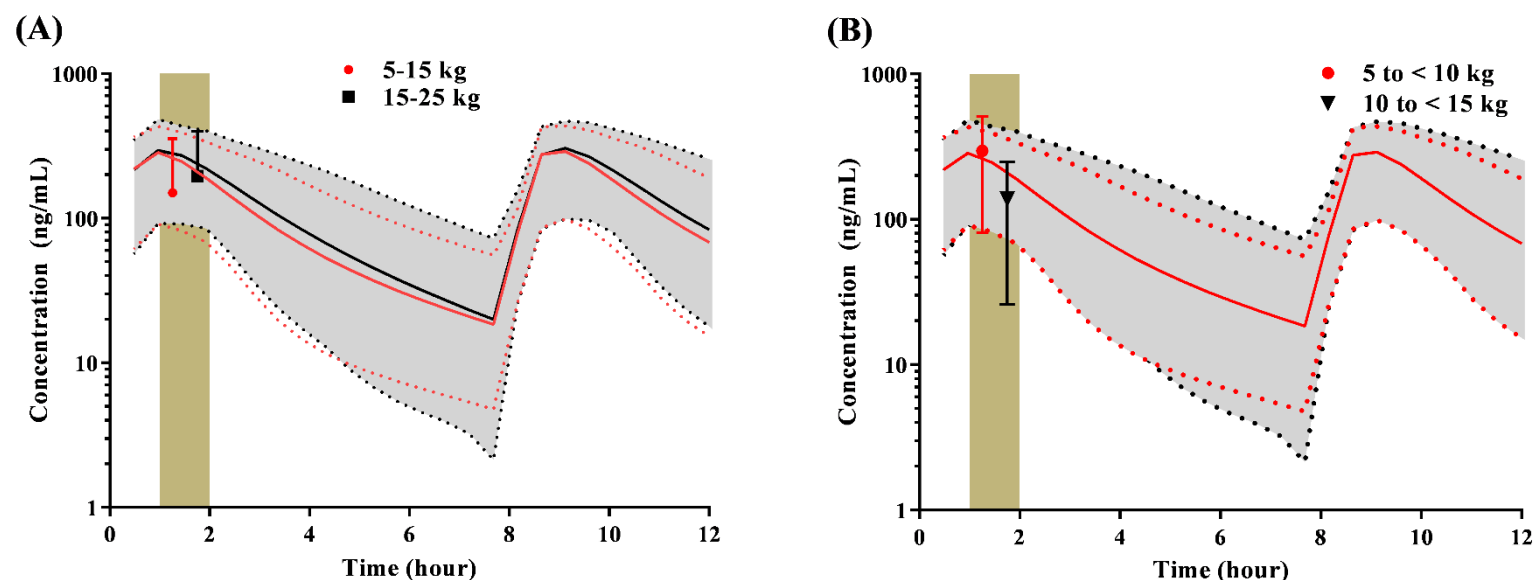 (A)
5-15 kg
15-25 kg
1000
100
10
1
Concentration (ng/mL)
0
2
4
6
8
10
12
Time (hour)
(B)
5 to < 10 kg
10 to < 15 kg
1000
100
10
1
Concentration (ng/mL)
0
2
4
6
8
10
12
Time (hour)